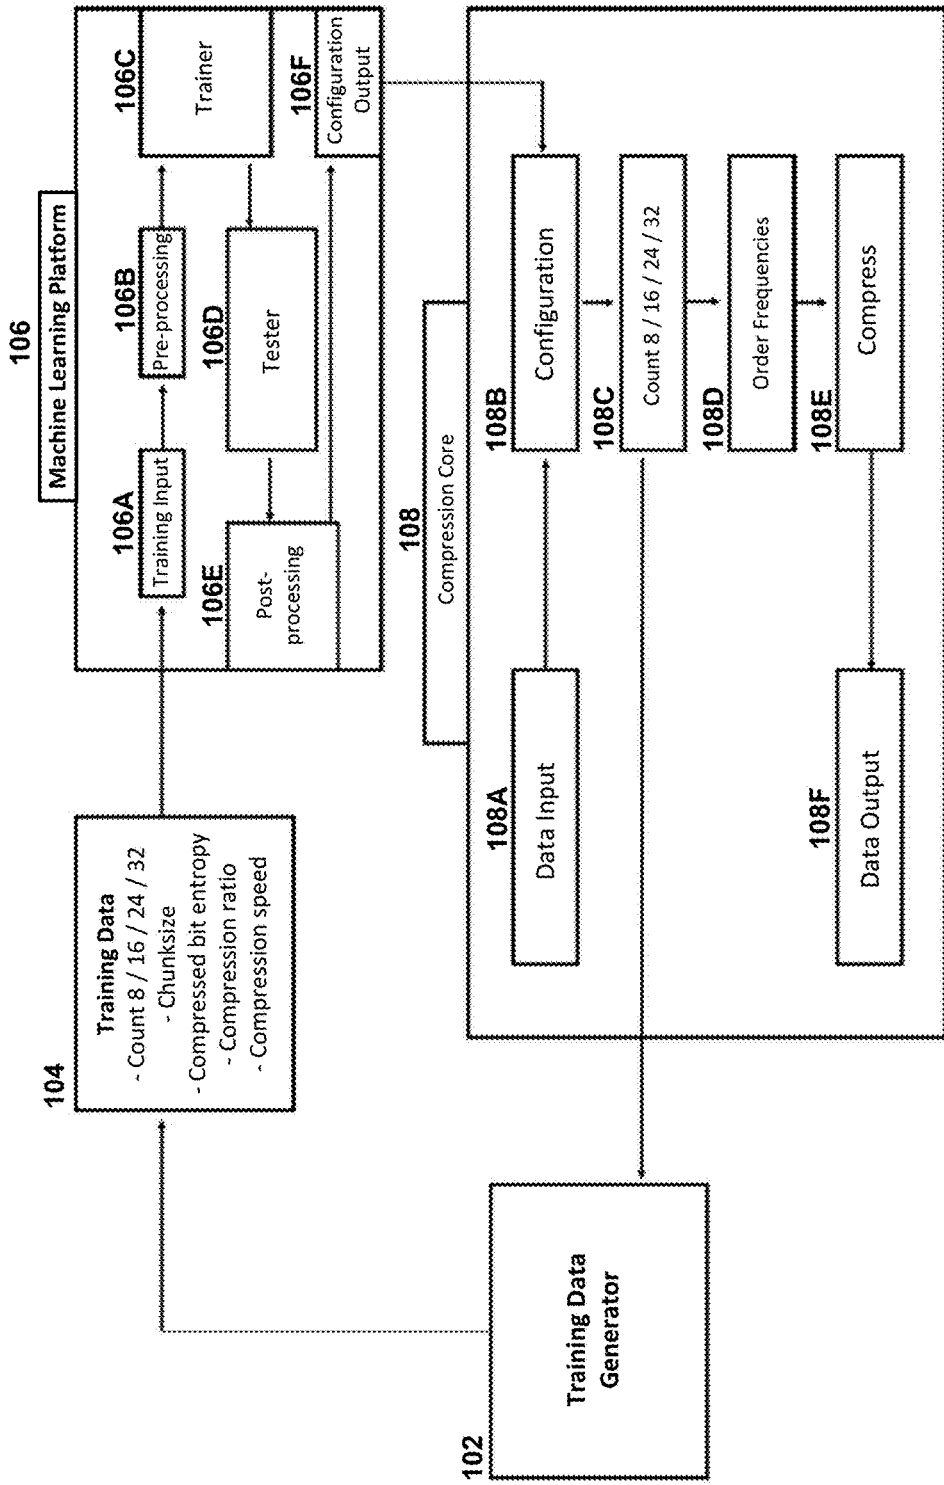 102
Training Data
Generator
104
Training Data
- Count 8 / 16 / 24 / 32
- Chunksize
- Compressed bit entropy
- Compression ratio
- Compression speed
106
Machine Learning Platform
106A
Training Input
106B
Pre-processing
106C
Trainer
106D
Tester
106E
Post-
processing
106F
Configuration
Output
108
Compression Core
108A
Data Input
108B
Configuration
108C
Count 8 / 16 / 24 / 32
108D
Order Frequencies
108E
Compress
108F
Data Output